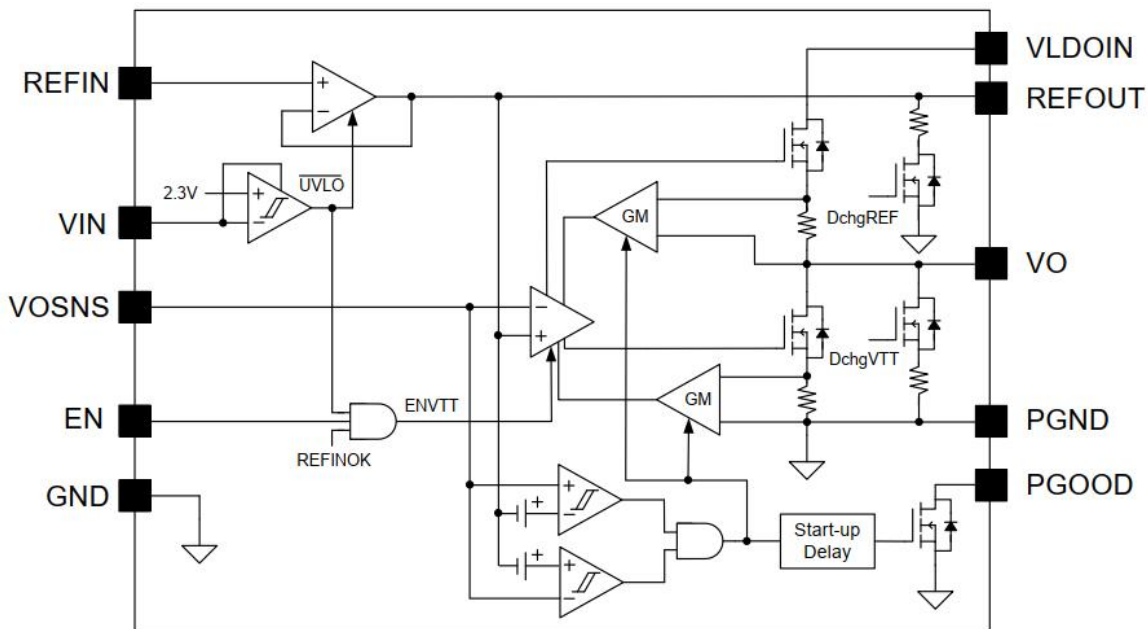 VLDOIN
REFIN
REFOUT
+
−
2.3V
UVLO
+
−
VIN
DchgREF
GM
VO
VOSNS
−
+
DchgVTT
GM
EN
ENVTT
REFINOK
PGND
GND
PGOOD
+
+
−
Start-up
Delay
+
+
−